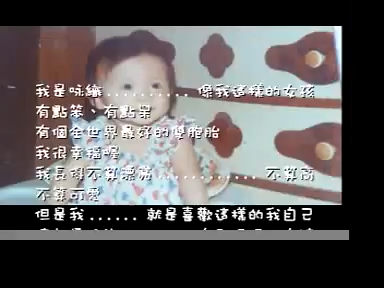 我是咏繡.......... 像我這樣的女孩
有點笨、有點呆
有個全世界最好的雙胞胎
我很幸福喔
我長得不算漂亮............ 不算高
不算可愛
但是我...... 就是喜歡這樣的我自己